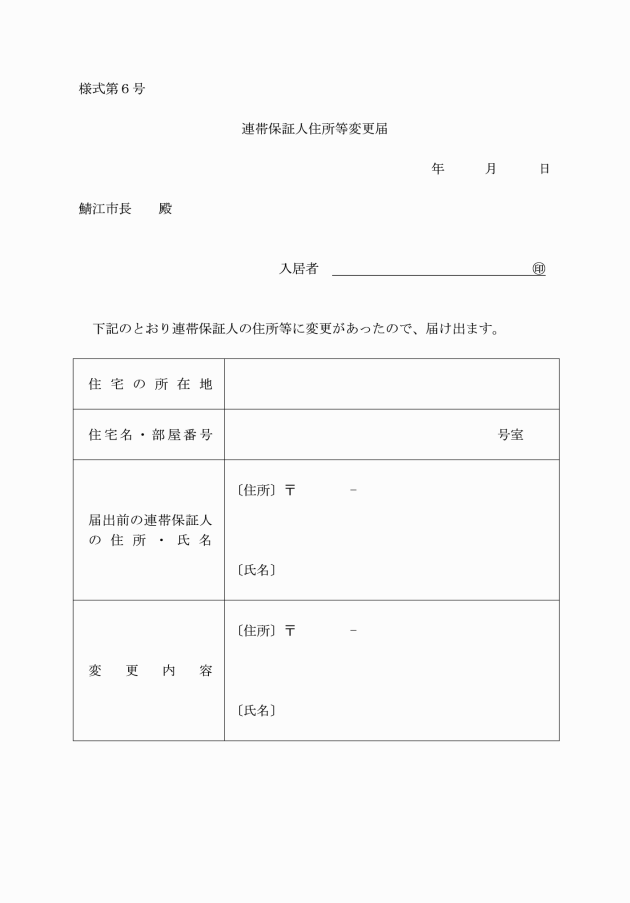 様式第６号
連帯保証人住所等変更届
年　　　月　　　日
鯖江市長　　殿
入居者　　　　　　　　　　　　　　　　㊞
下記のとおり連帯保証人の住所等に変更があったので、届け出ます。
住宅の所在地
住宅名・部屋番号　　　　　　　　　　号室
届出前の連帯保証人
の住所・氏名
〔住所〕〒　　　　－
〔氏名〕
変更内容
〔住所〕〒　　　　－
〔氏名〕